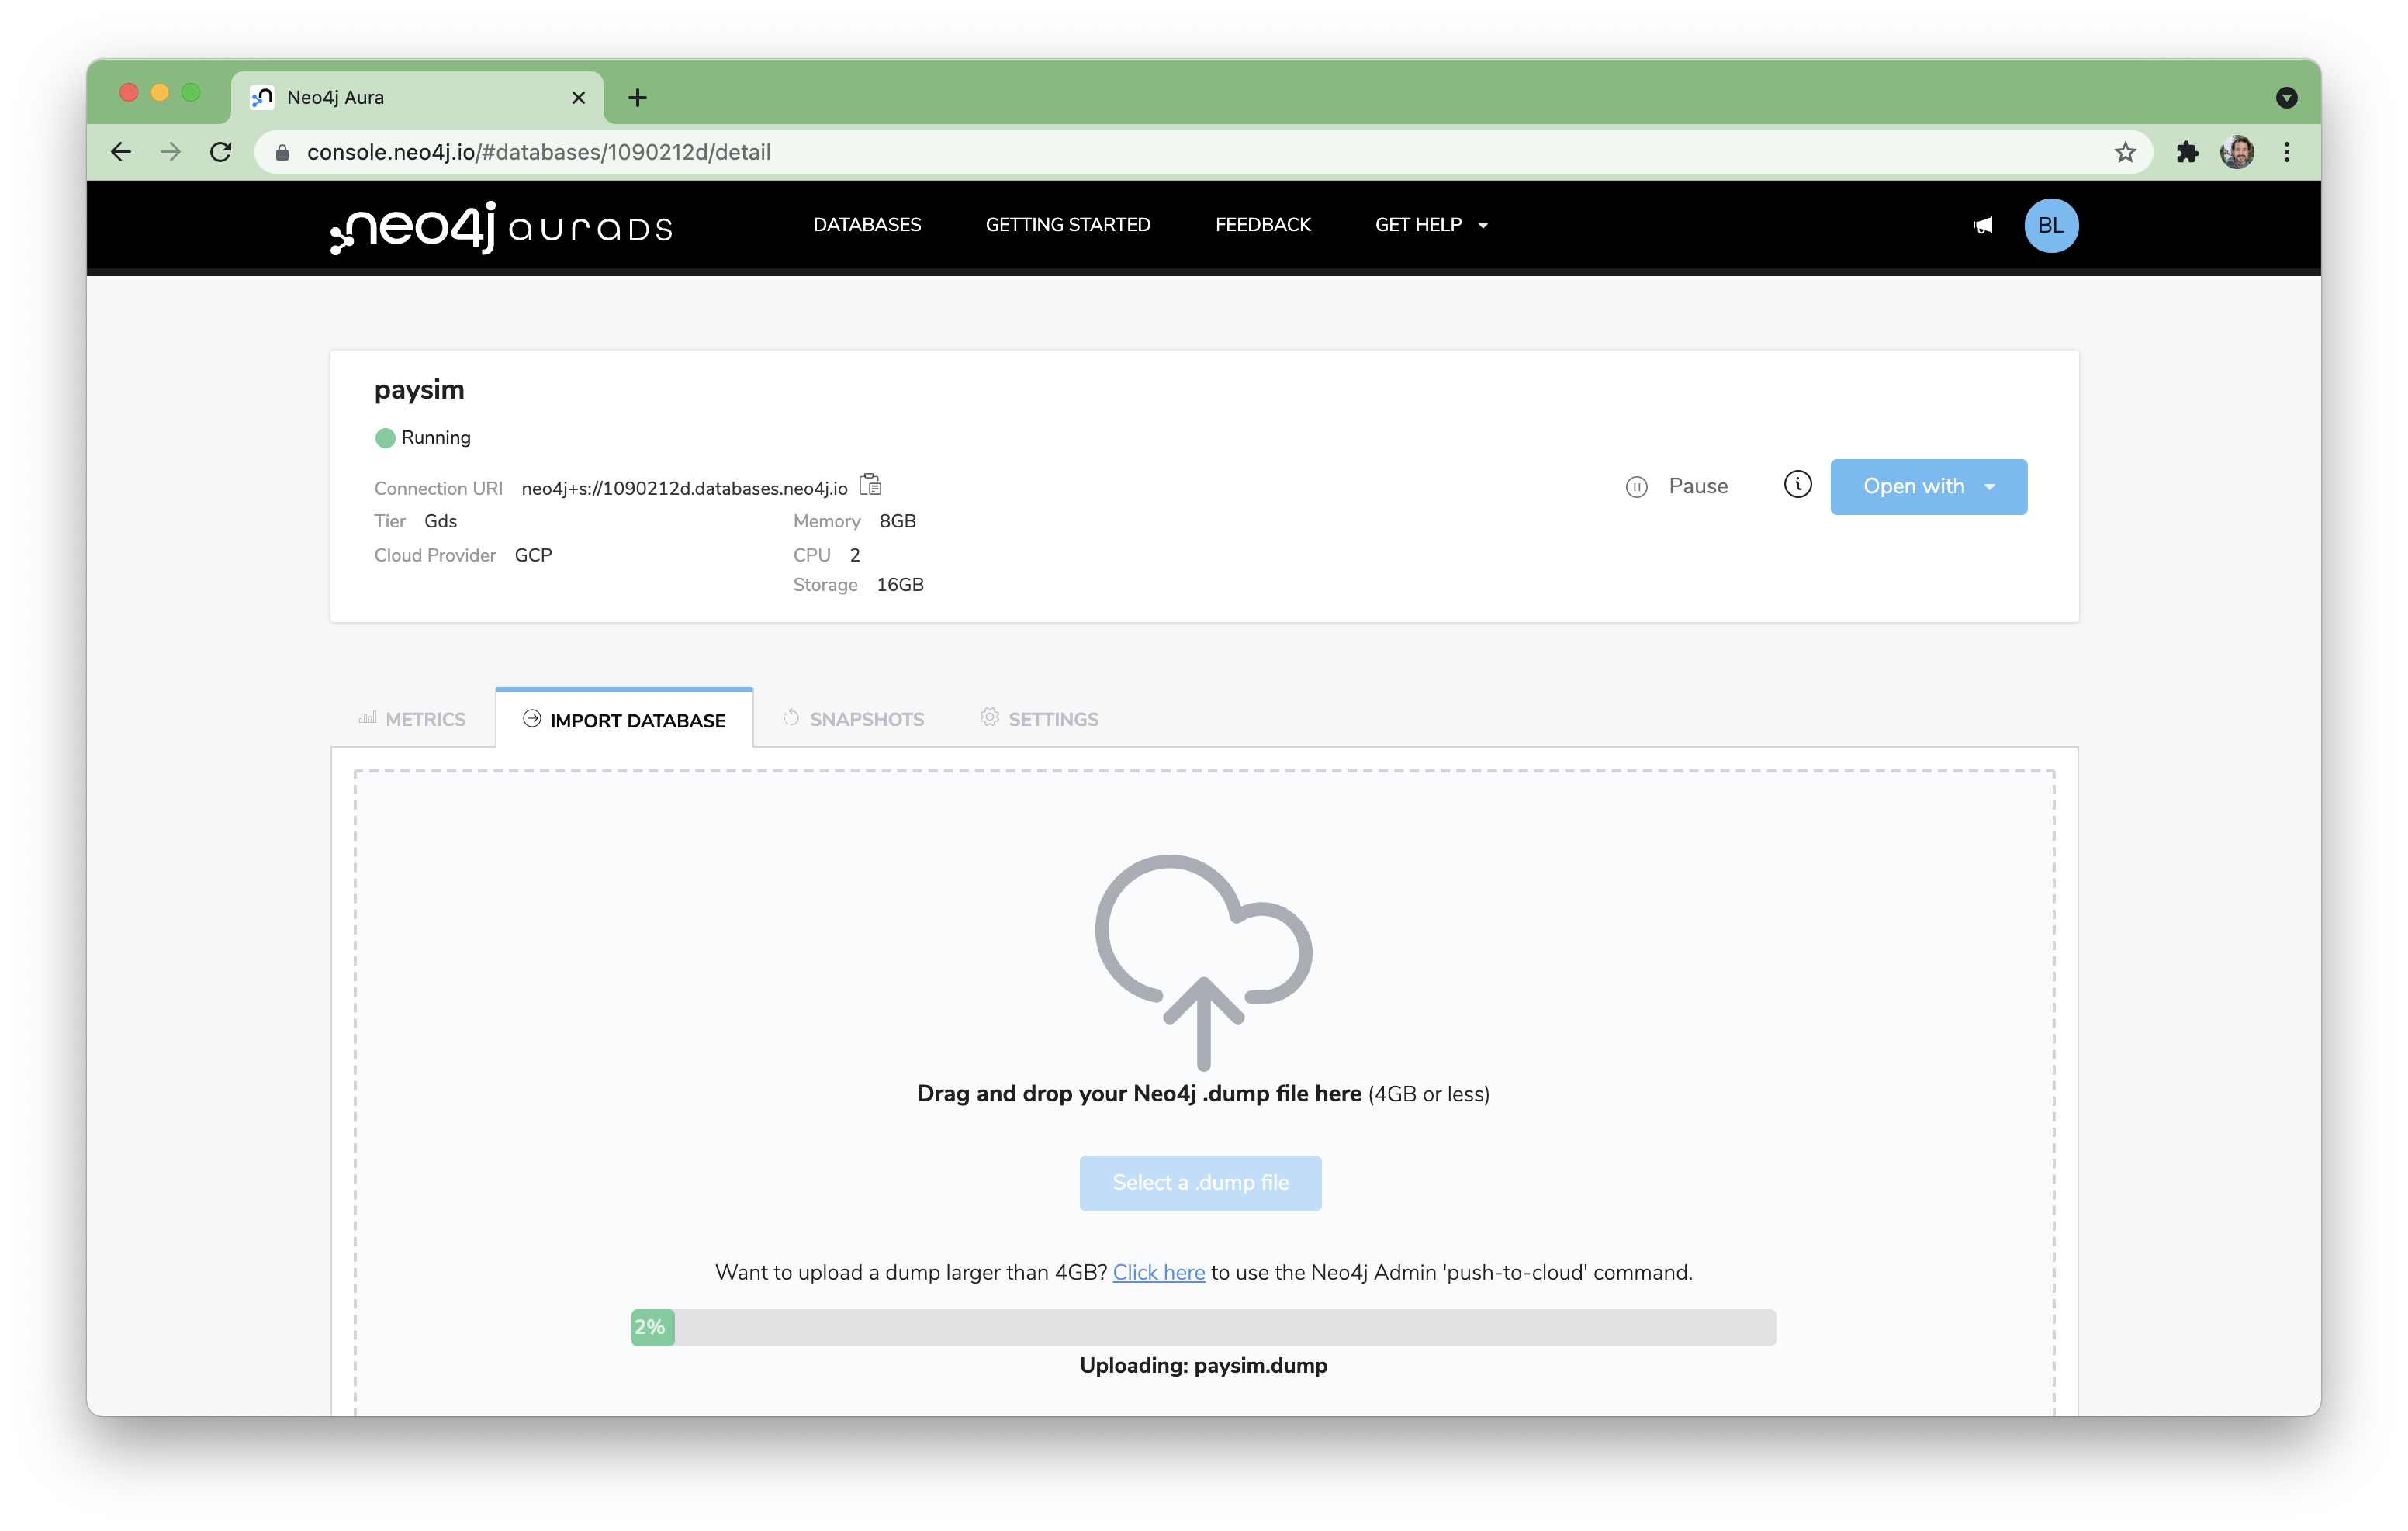 Neo4j Aura
console.neo4j.io/#databases/1090212d/detail
neo4j auraDS DATABASES GETTING STARTED FEEDBACK GET HELP BL
paysim
Running
Connection URI neo4j+s://1090212d.databases.neo4j.io
Pause Open with
Tier Gds Memory 8GB
Cloud Provider GCP CPU 2
Storage 16GB
METRICS IMPORT DATABASE SNAPSHOTS SETTINGS
Drag and drop your Neo4j .dump file here (4GB or less)
Select a .dump file
Want to upload a dump larger than 4GB? Click here to use the Neo4j Admin 'push-to-cloud' command.
2%
Uploading: paysim.dump